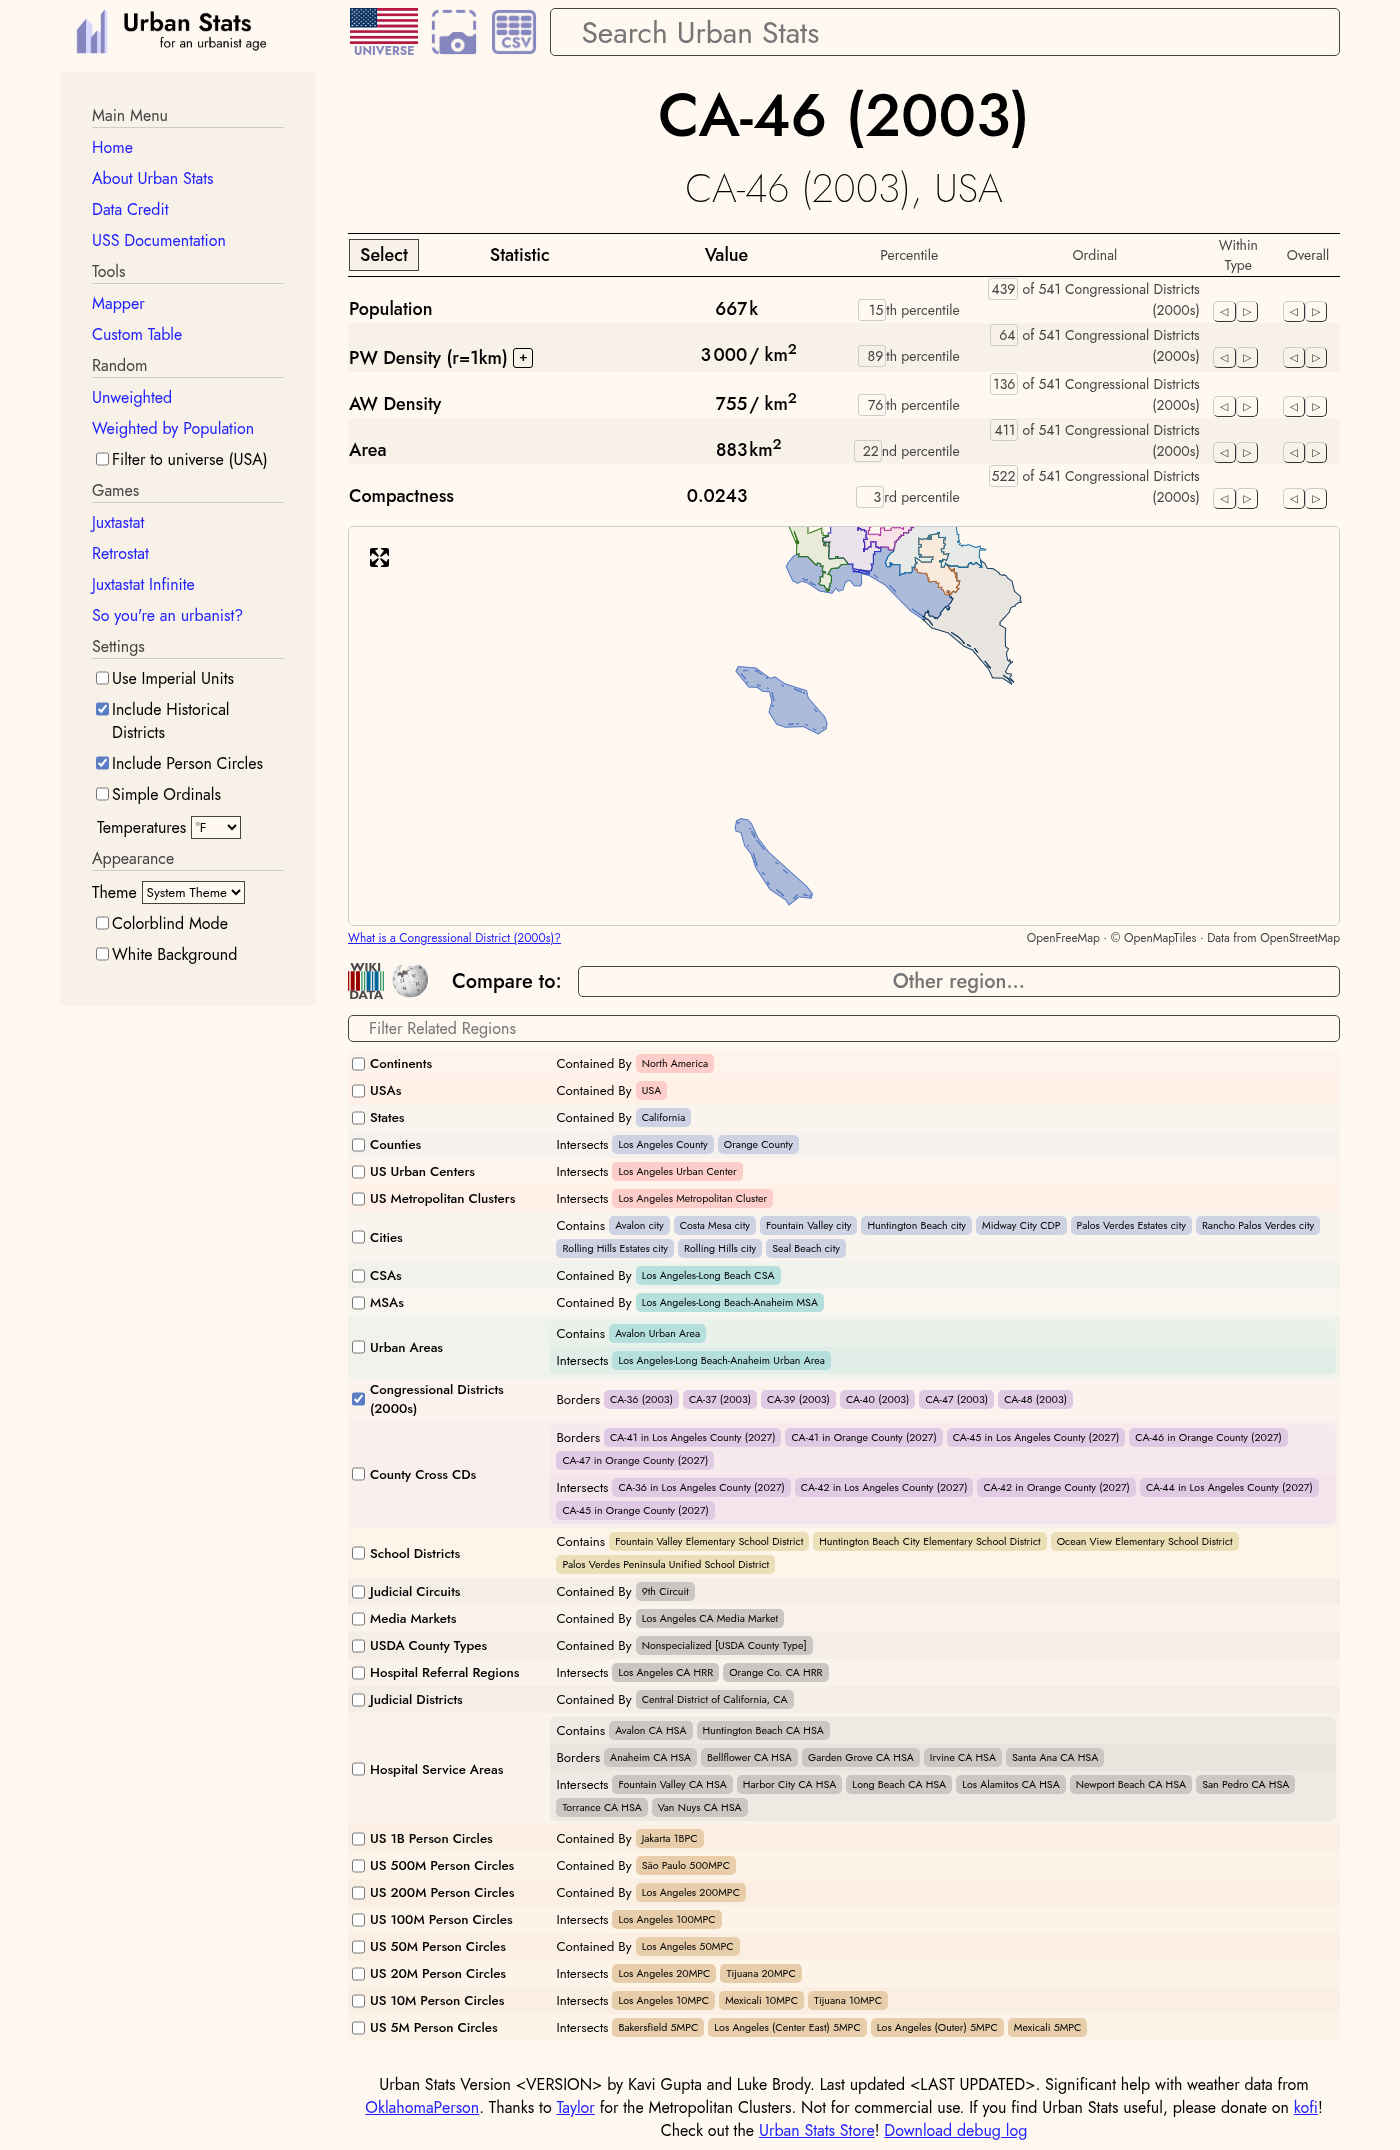 Urban Stats
for an urbanist age
UNIVERSE
CSV
Search Urban Stats
Main Menu
Home
About Urban Stats
Data Credit
USS Documentation
Tools
Mapper
Custom Table
Random
Unweighted
Weighted by Population
Filter to universe (USA)
Games
Juxtastat
Retrostat
Juxtastat Infinite
So you're an urbanist?
Settings
Use Imperial Units
Include Historical
Districts
Include Person Circles
Simple Ordinals
Temperatures °F
Appearance
Theme System Theme
Colorblind Mode
White Background
CA-46 (2003)
CA-46 (2003), USA
Select Statistic Value Percentile Ordinal Within Type Overall
Population 667k 15th percentile 439 of 541 Congressional Districts (2000s) ◁ ▷ ◁ ▷
PW Density (r=1km) + 3 000 / km² 89th percentile 64 of 541 Congressional Districts (2000s) ◁ ▷ ◁ ▷
AW Density 755 / km² 76th percentile 136 of 541 Congressional Districts (2000s) ◁ ▷ ◁ ▷
Area 883 km² 22nd percentile 411 of 541 Congressional Districts (2000s) ◁ ▷ ◁ ▷
Compactness 0.0243 3rd percentile 522 of 541 Congressional Districts (2000s) ◁ ▷ ◁ ▷
What is a Congressional District (2000s)? OpenFreeMap · © OpenMapTiles · Data from OpenStreetMap
WIKI
DATA
Compare to: Other region...
Filter Related Regions
Continents Contained By North America
USAs Contained By USA
States Contained By California
Counties Intersects Los Angeles County Orange County
US Urban Centers Intersects Los Angeles Urban Center
US Metropolitan Clusters Intersects Los Angeles Metropolitan Cluster
Cities Contains Avalon city Costa Mesa city Fountain Valley city Huntington Beach city Midway City CDP Palos Verdes Estates city Rancho Palos Verdes city
Rolling Hills Estates city Rolling Hills city Seal Beach city
CSAs Contained By Los Angeles-Long Beach CSA
MSAs Contained By Los Angeles-Long Beach-Anaheim MSA
Urban Areas Contains Avalon Urban Area
Intersects Los Angeles-Long Beach-Anaheim Urban Area
Congressional Districts (2000s) Borders CA-36 (2003) CA-37 (2003) CA-39 (2003) CA-40 (2003) CA-47 (2003) CA-48 (2003)
County Cross CDs Borders CA-41 in Los Angeles County (2027) CA-41 in Orange County (2027) CA-45 in Los Angeles County (2027) CA-46 in Orange County (2027)
CA-47 in Orange County (2027)
Intersects CA-36 in Los Angeles County (2027) CA-42 in Los Angeles County (2027) CA-42 in Orange County (2027) CA-44 in Los Angeles County (2027)
CA-45 in Orange County (2027)
School Districts Contains Fountain Valley Elementary School District Huntington Beach City Elementary School District Ocean View Elementary School District
Palos Verdes Peninsula Unified School District
Judicial Circuits Contained By 9th Circuit
Media Markets Contained By Los Angeles CA Media Market
USDA County Types Contained By Nonspecialized [USDA County Type]
Hospital Referral Regions Intersects Los Angeles CA HRR Orange Co. CA HRR
Judicial Districts Contained By Central District of California, CA
Hospital Service Areas Contains Avalon CA HSA Huntington Beach CA HSA
Borders Anaheim CA HSA Bellflower CA HSA Garden Grove CA HSA Irvine CA HSA Santa Ana CA HSA
Intersects Fountain Valley CA HSA Harbor City CA HSA Long Beach CA HSA Los Alamitos CA HSA Newport Beach CA HSA San Pedro CA HSA
Torrance CA HSA Van Nuys CA HSA
US 1B Person Circles Contained By Jakarta 1BPC
US 500M Person Circles Contained By São Paulo 500MPC
US 200M Person Circles Contained By Los Angeles 200MPC
US 100M Person Circles Intersects Los Angeles 100MPC
US 50M Person Circles Contained By Los Angeles 50MPC
US 20M Person Circles Intersects Los Angeles 20MPC Tijuana 20MPC
US 10M Person Circles Intersects Los Angeles 10MPC Mexicali 10MPC Tijuana 10MPC
US 5M Person Circles Intersects Bakersfield 5MPC Los Angeles (Center East) 5MPC Los Angeles (Outer) 5MPC Mexicali 5MPC
Urban Stats Version <VERSION> by Kavi Gupta and Luke Brody. Last updated <LAST UPDATED>. Significant help with weather data from
OklahomaPerson. Thanks to Taylor for the Metropolitan Clusters. Not for commercial use. If you find Urban Stats useful, please donate on kofi!
Check out the Urban Stats Store! Download debug log